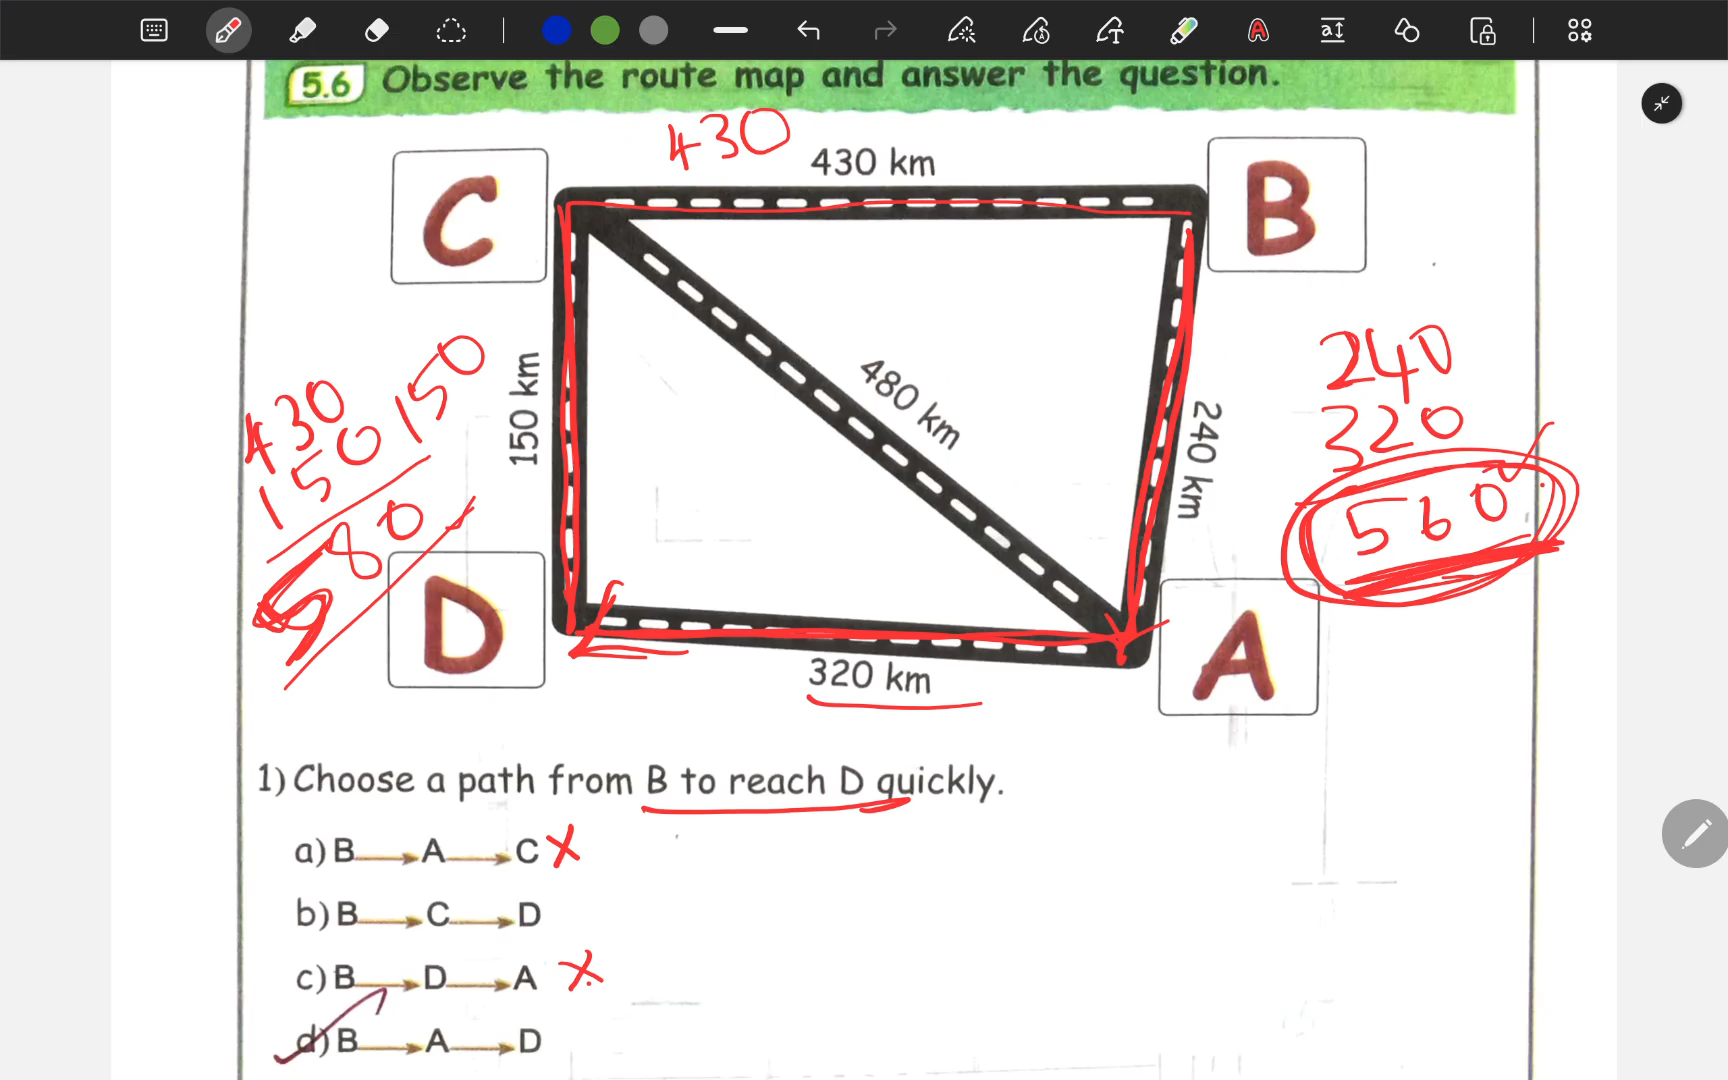 5.6 Observe the route map and answer the question.
430
430 km
C
B
150 km
480 km
240 km
430
150
150
580
240
320
560
D
A
320 km
1) Choose a path from B to reach D quickly.
a) B A C X
b) B C D
c) B D A X
d) B A D